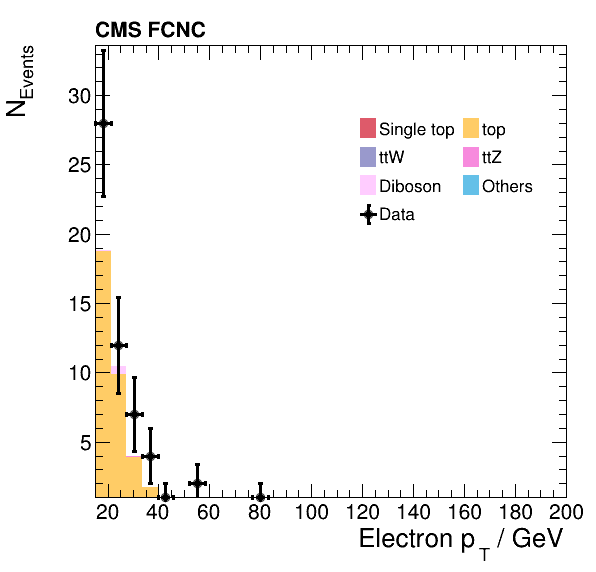 CMS FCNC
N_Events
30
25
20
15
10
5
Single top top
ttW ttZ
Diboson Others
Data
20 40 60 80 100 120 140 160 180 200
Electron p_T / GeV